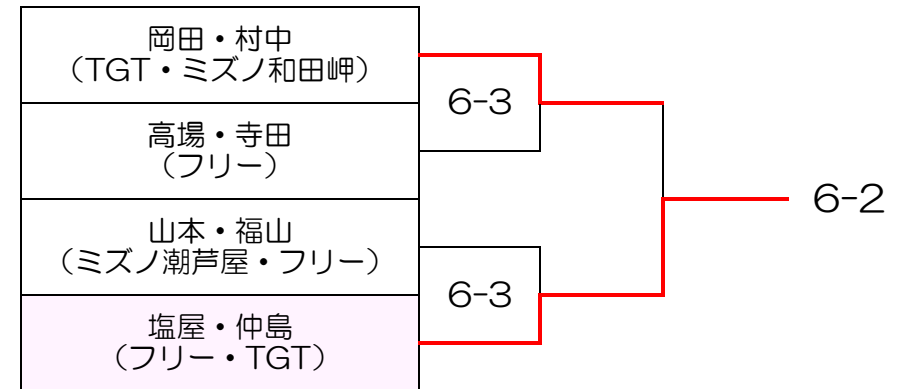 岡田・村中
（TGT・ミズノ和田岬）
6-3
高場・寺田
（フリー）
6-2
山本・福山
（ミズノ潮芦屋・フリー）
6-3
塩屋・仲島
（フリー・TGT）